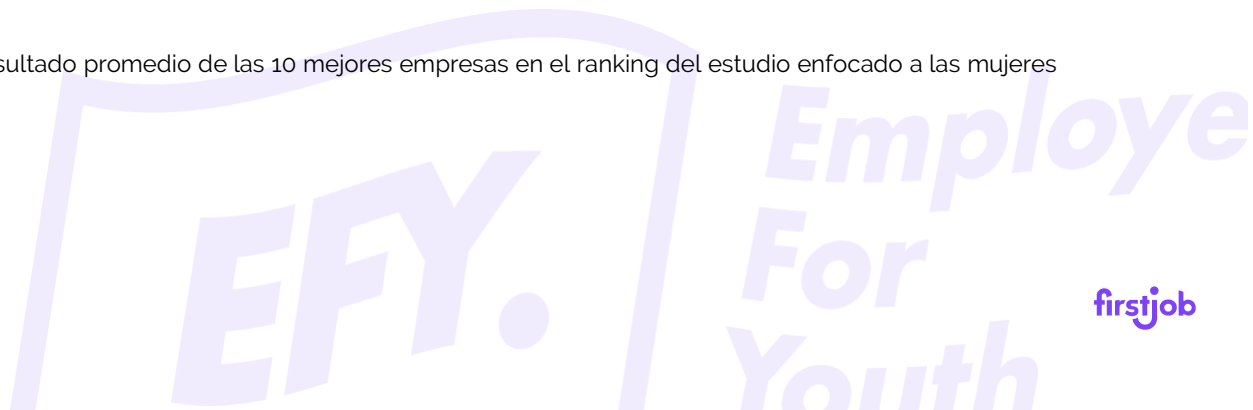 sultado promedio de las 10 mejores empresas en el ranking del estudio enfocado a las mujeres
EFY.
Employe
For
Youth
firstjob